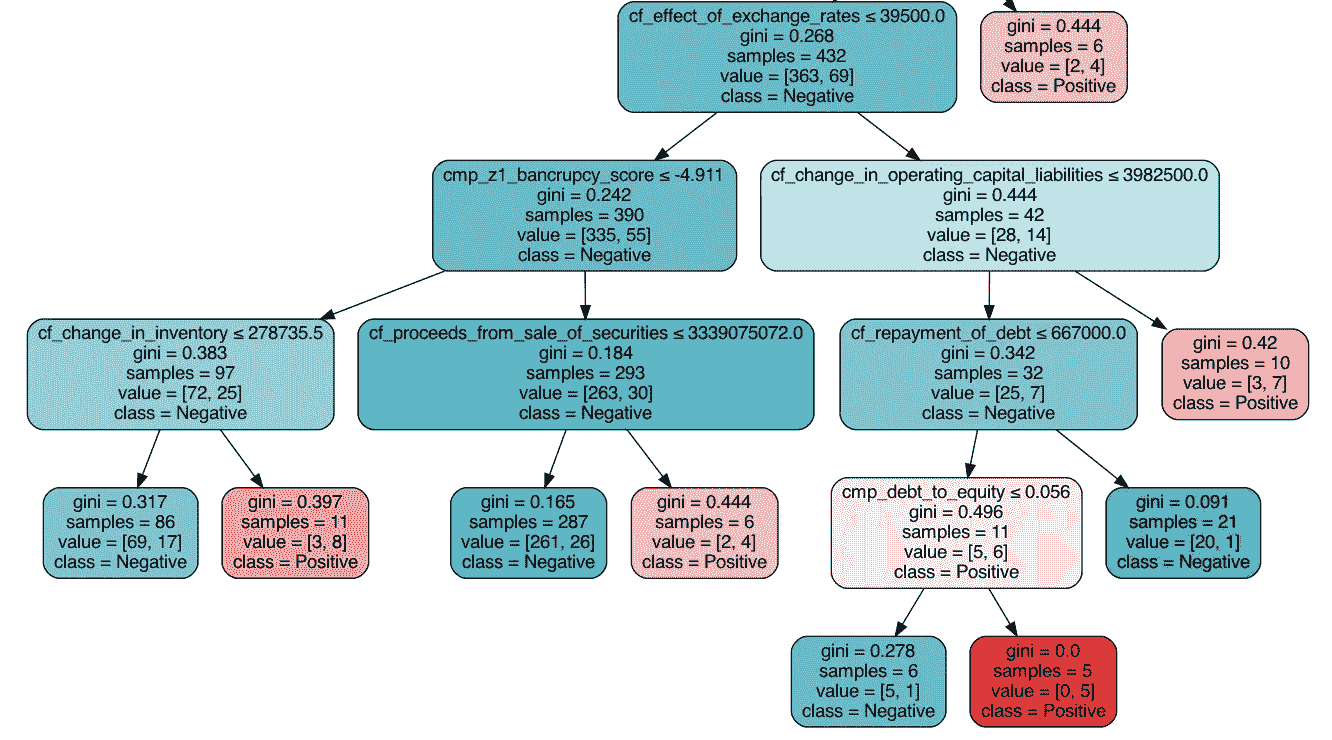 cf_effect_of_exchange_rates ≤ 39500.0
gini = 0.268
samples = 432
value = [363, 69]
class = Negative
gini = 0.444
samples = 6
value = [2, 4]
class = Positive
cmp_z1_bancrupcy_score ≤ -4.911
gini = 0.242
samples = 390
value = [335, 55]
class = Negative
cf_change_in_operating_capital_liabilities ≤ 3982500.0
gini = 0.444
samples = 42
value = [28, 14]
class = Negative
cf_change_in_inventory ≤ 278735.5
gini = 0.383
samples = 97
value = [72, 25]
class = Negative
cf_proceeds_from_sale_of_securities ≤ 3339075072.0
gini = 0.184
samples = 293
value = [263, 30]
class = Negative
cf_repayment_of_debt ≤ 667000.0
gini = 0.342
samples = 32
value = [25, 7]
class = Negative
gini = 0.42
samples = 10
value = [3, 7]
class = Positive
gini = 0.317
samples = 86
value = [69, 17]
class = Negative
gini = 0.397
samples = 11
value = [3, 8]
class = Positive
gini = 0.165
samples = 287
value = [261, 26]
class = Negative
gini = 0.444
samples = 6
value = [2, 4]
class = Positive
cmp_debt_to_equity ≤ 0.056
gini = 0.496
samples = 11
value = [5, 6]
class = Positive
gini = 0.091
samples = 21
value = [20, 1]
class = Negative
gini = 0.278
samples = 6
value = [5, 1]
class = Negative
gini = 0.0
samples = 5
value = [0, 5]
class = Positive